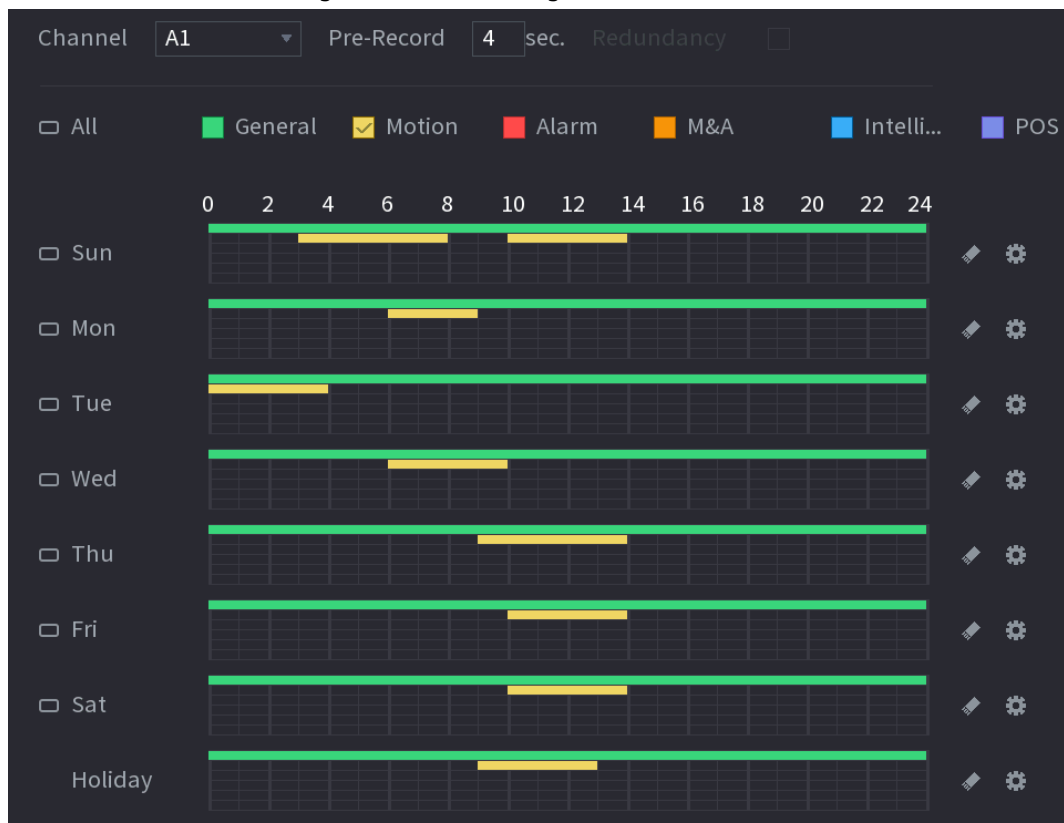 Channel A1 Pre-Record 4 sec. Redundancy
All General Motion Alarm M&A Intelli... POS
0 2 4 6 8 10 12 14 16 18 20 22 24
Sun
Mon
Tue
Wed
Thu
Fri
Sat
Holiday